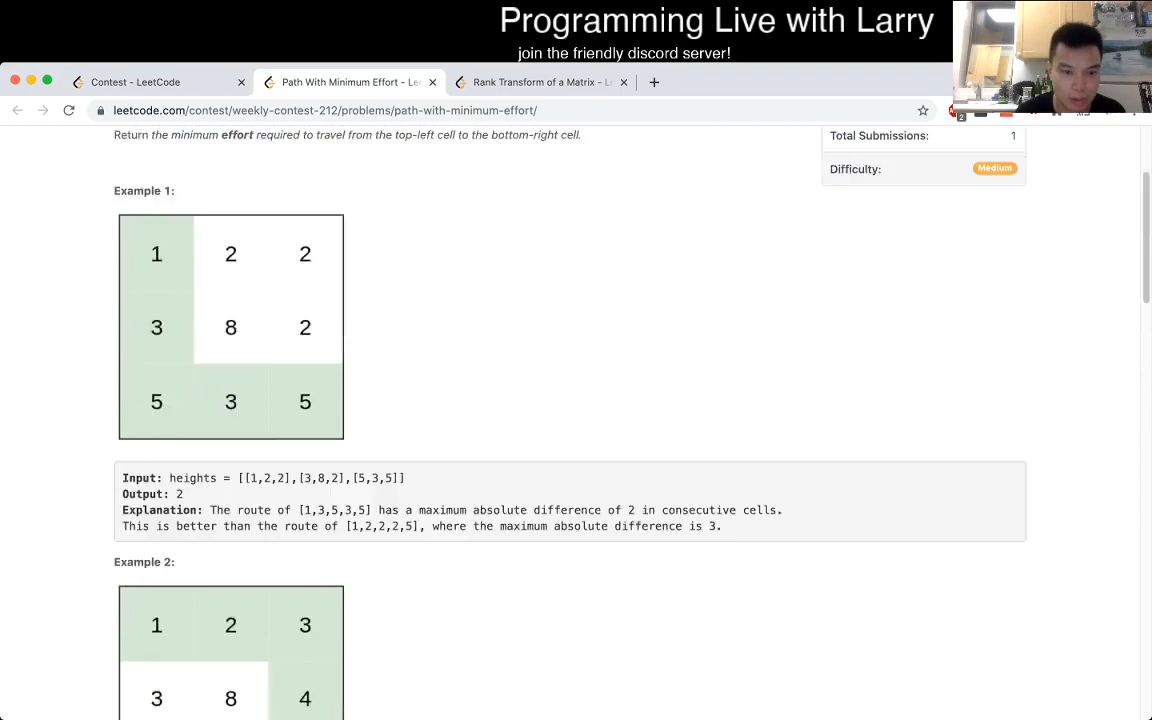 Programming Live with Larry
join the friendly discord server!
Contest - LeetCode
Path With Minimum Effort - Le
Rank Transform of a Matrix - L
leetcode.com/contest/weekly-contest-212/problems/path-with-minimum-effort/
2
Return the minimum effort required to travel from the top-left cell to the bottom-right cell.
Total Submissions: 1
Difficulty: Medium
Example 1:
1 2 2
3 8 2
5 3 5
Input: heights = [[1,2,2],[3,8,2],[5,3,5]]
Output: 2
Explanation: The route of [1,3,5,3,5] has a maximum absolute difference of 2 in consecutive cells.
This is better than the route of [1,2,2,2,5], where the maximum absolute difference is 3.
Example 2:
1 2 3
3 8 4